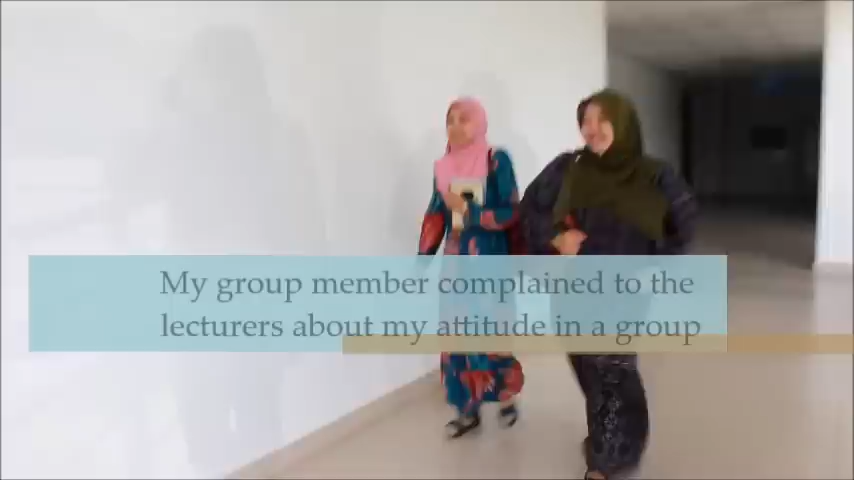 My group member complained to the
lecturers about my attitude in a group